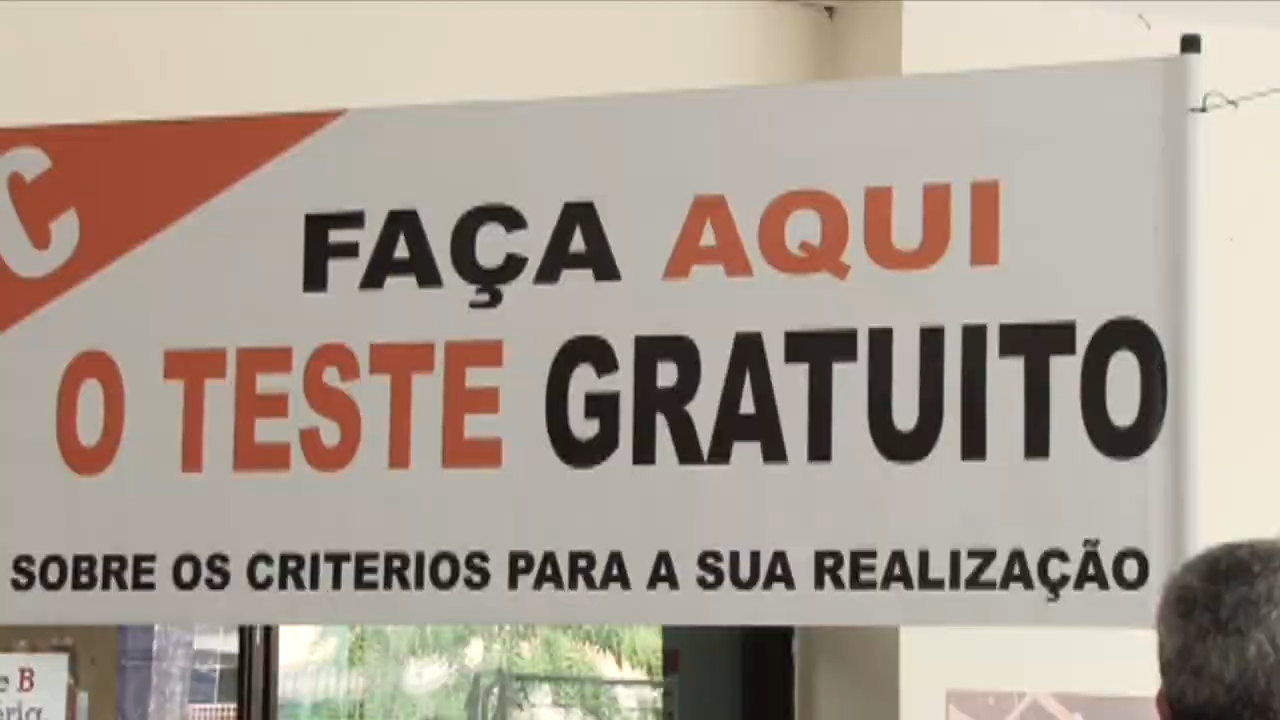 C
FAÇA AQUI
O TESTE GRATUITO
SOBRE OS CRITERIOS PARA A SUA REALIZAÇÃO
e B